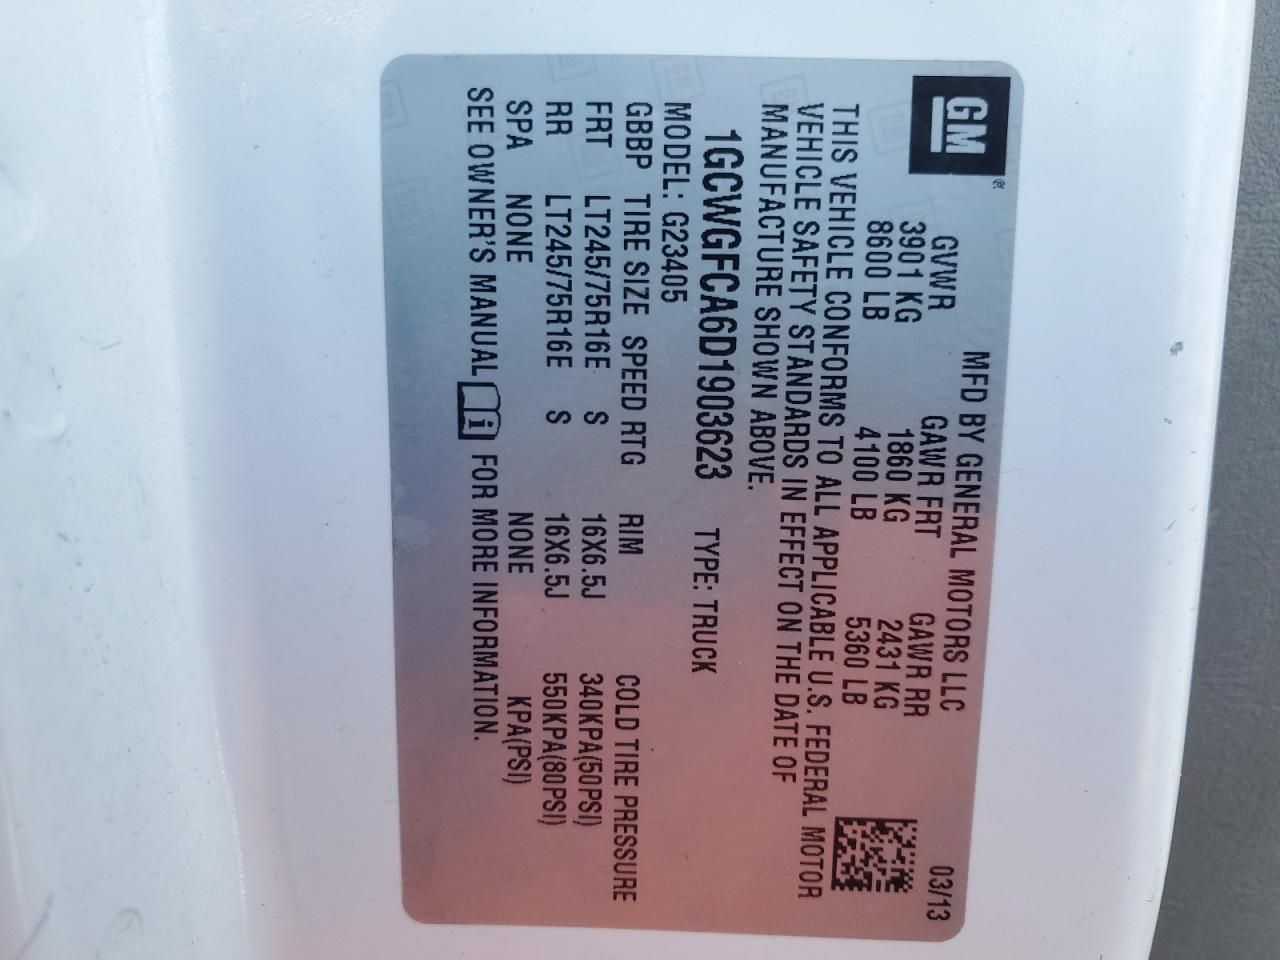 GM
MFD BY GENERAL MOTORS LLC 03/13
GVWR GAWR FRT GAWR RR
3901 KG 1860 KG 2431 KG
8600 LB 4100 LB 5360 LB
THIS VEHICLE CONFORMS TO ALL APPLICABLE U.S. FEDERAL MOTOR
VEHICLE SAFETY STANDARDS IN EFFECT ON THE DATE OF
MANUFACTURE SHOWN ABOVE.
1GCWGFCA6D1903623 TYPE: TRUCK
MODEL: G23405
GBBP TIRE SIZE SPEED RTG RIM COLD TIRE PRESSURE
FRT LT245/75R16E S 16X6.5J 340KPA(50PSI)
RR LT245/75R16E S 16X6.5J 550KPA(80PSI)
SPA NONE NONE KPA(PSI)
SEE OWNER'S MANUAL i FOR MORE INFORMATION.